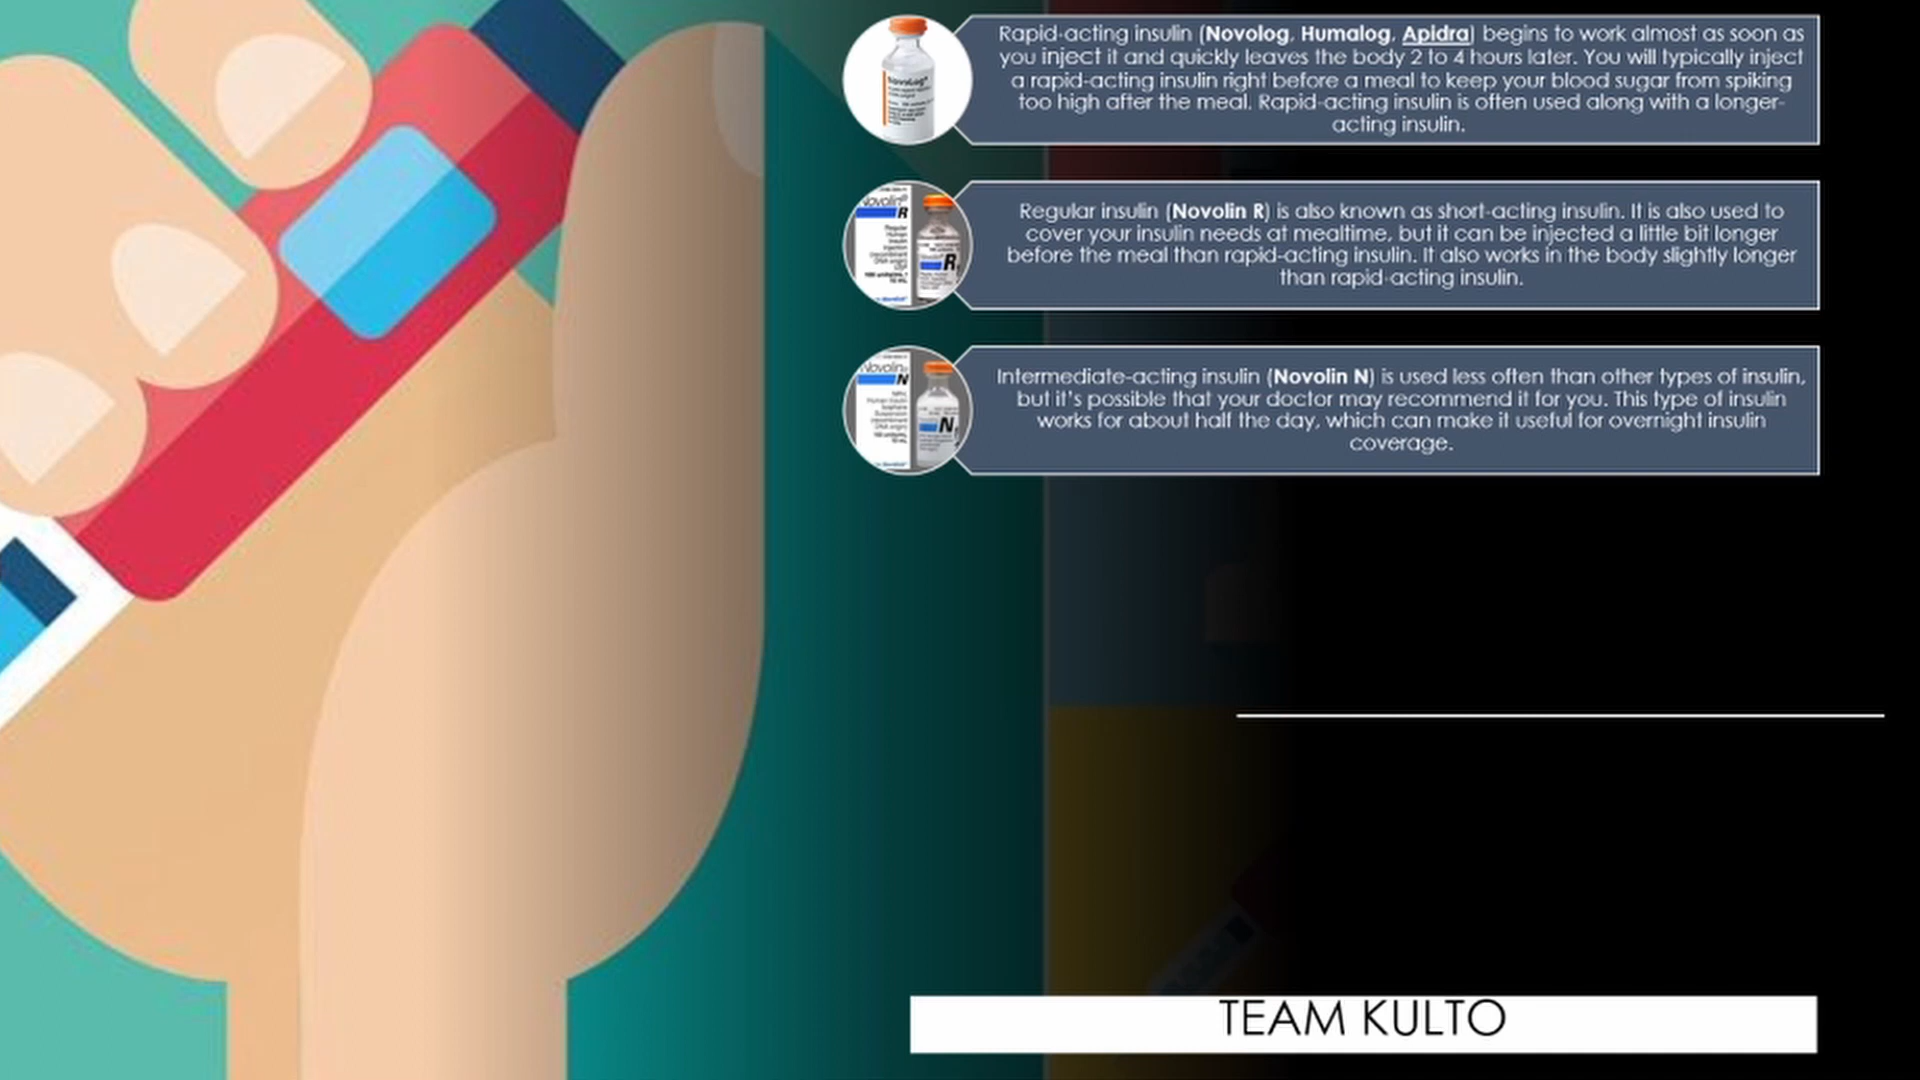 Rapid-acting insulin (Novolog, Humalog, Apidra) begins to work almost as soon as
you inject it and quickly leaves the body 2 to 4 hours later. You will typically inject
a rapid-acting insulin right before a meal to keep your blood sugar from spiking
too high after the meal. Rapid-acting insulin is often used along with a longer-
acting insulin.
NovoLog®
Novolin®
R
Regular
Human
Insulin
Injection
R
Regular insulin (Novolin R) is also known as short-acting insulin. It is also used to
cover your insulin needs at mealtime, but it can be injected a little bit longer
before the meal than rapid-acting insulin. It also works in the body slightly longer
than rapid-acting insulin.
Novolin
N
N
Intermediate-acting insulin (Novolin N) is used less often than other types of insulin,
but it's possible that your doctor may recommend it for you. This type of insulin
works for about half the day, which can make it useful for overnight insulin
coverage.
TEAM KULTO